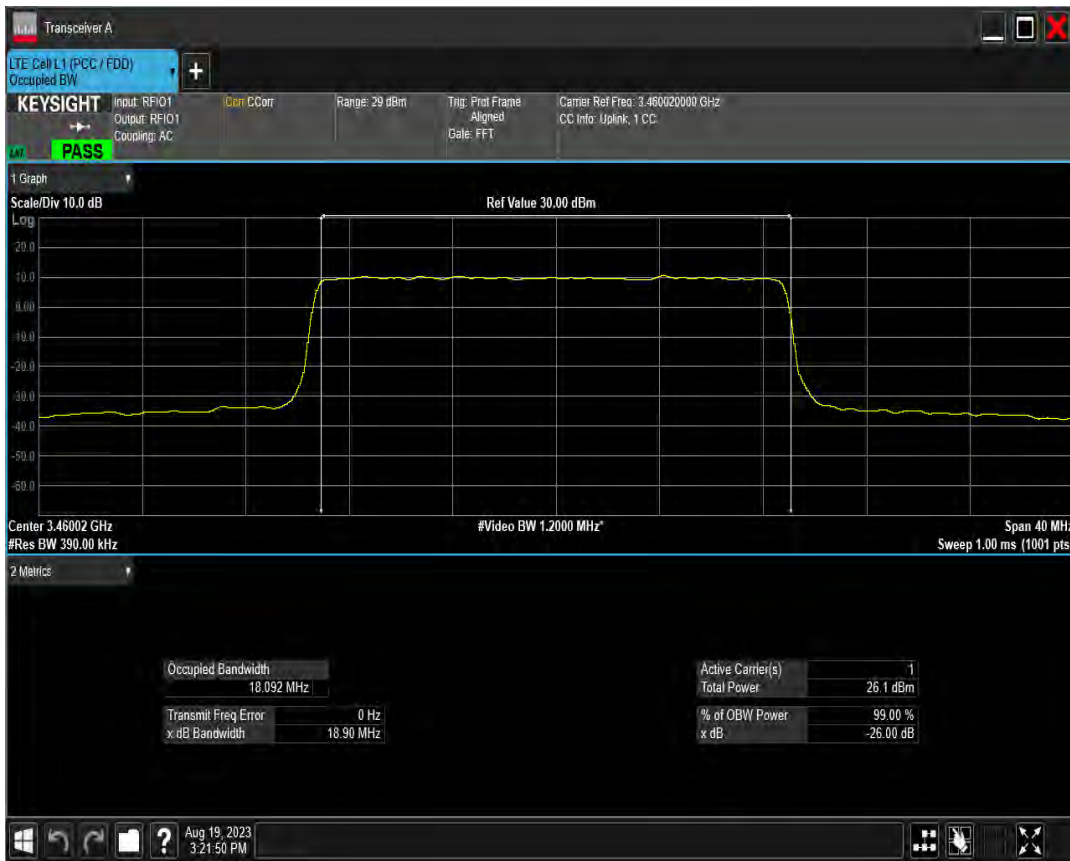 Transceiver A
LTE Cell L1 (PCC / FDD)
Occupied BW
+
KEYSIGHT
Input: RFIO1
Output: RFIO1
Coupling: AC
PASS
Corr CCorr
Range: 29 dBm
Trig: Prot Frame
Aligned
Gate: FFT
Carrier Ref Freq: 3.460020000 GHz
CC Info: Uplink, 1 CC
1 Graph
Scale/Div 10.0 dB
Ref Value 30.00 dBm
Log
20.0
10.0
0.00
-10.0
-20.0
-30.0
-40.0
-50.0
-60.0
Center 3.46002 GHz
#Video BW 1.2000 MHz*
Span 40 MHz
#Res BW 390.00 kHz
Sweep 1.00 ms (1001 pts
2 Metrics
Occupied Bandwidth
18.092 MHz
Transmit Freq Error 0 Hz
x dB Bandwidth 18.90 MHz
Active Carrier(s) 1
Total Power 26.1 dBm
% of OBW Power 99.00 %
x dB -26.00 dB
?
Aug 19, 2023
3:21:50 PM